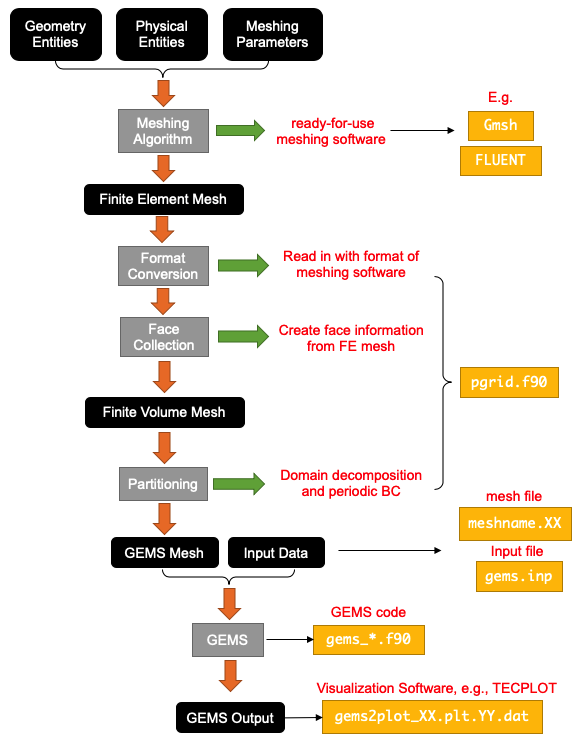 Geometry
Entities
Physical
Entities
Meshing
Parameters
E.g.
Meshing
Algorithm
ready-for-use
meshing software
Gmsh
FLUENT
Finite Element Mesh
Format
Conversion
Read in with format of
meshing software
Face
Collection
Create face information
from FE mesh
pgrid.f90
Finite Volume Mesh
Partitioning
Domain decomposition
and periodic BC
mesh file
meshname.XX
GEMS Mesh
Input Data
Input file
gems.inp
GEMS code
GEMS
gems_*.f90
Visualization Software, e.g., TECPLOT
GEMS Output
gems2plot_XX.plt.YY.dat